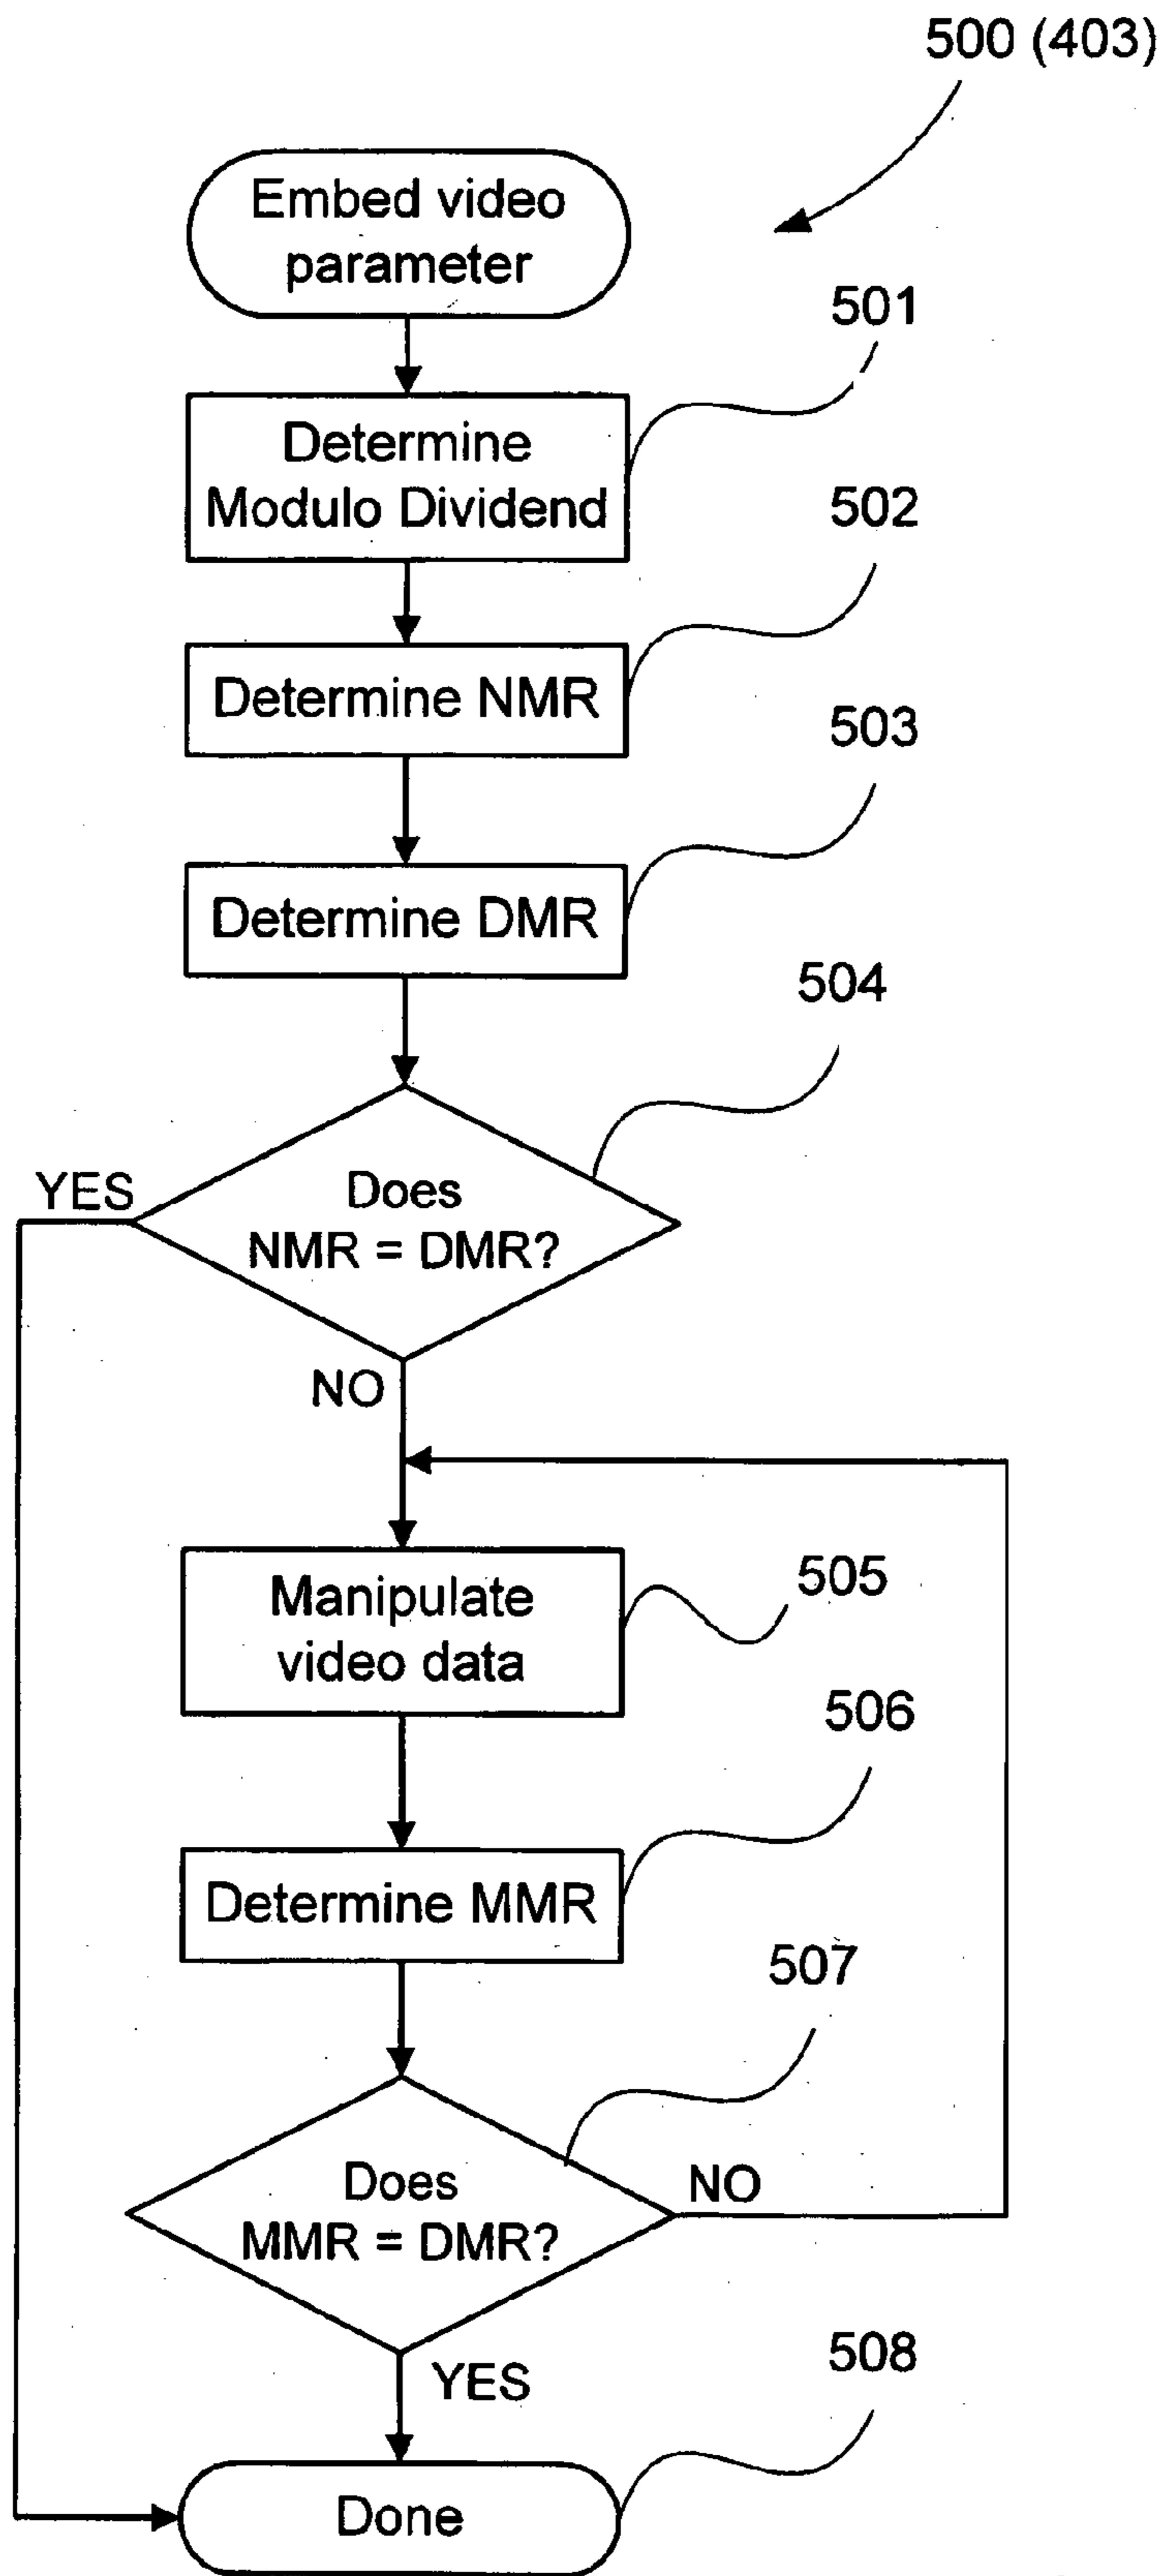 500 (403)
Embed video
parameter
501
Determine
Modulo Dividend
502
Determine NMR
503
Determine DMR
504
YES
Does
NMR = DMR?
NO
505
Manipulate
video data
506
Determine MMR
507
Does
MMR = DMR?
NO
YES
508
Done